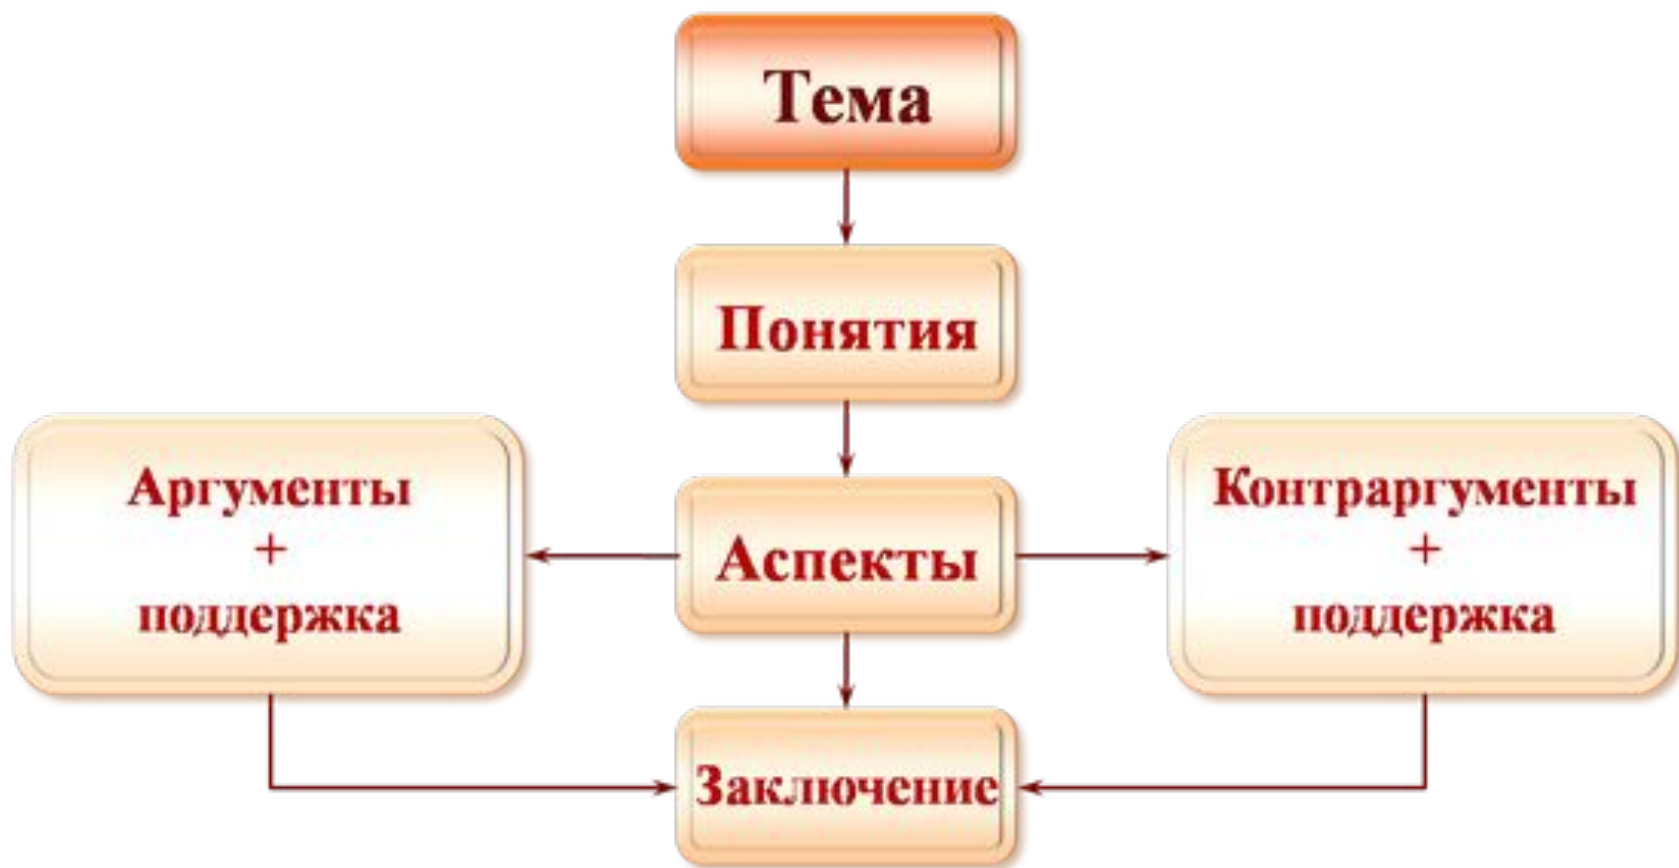 Тема
Понятия
Аргументы
+
поддержка
Аспекты
Контраргументы
+
поддержка
Заключение